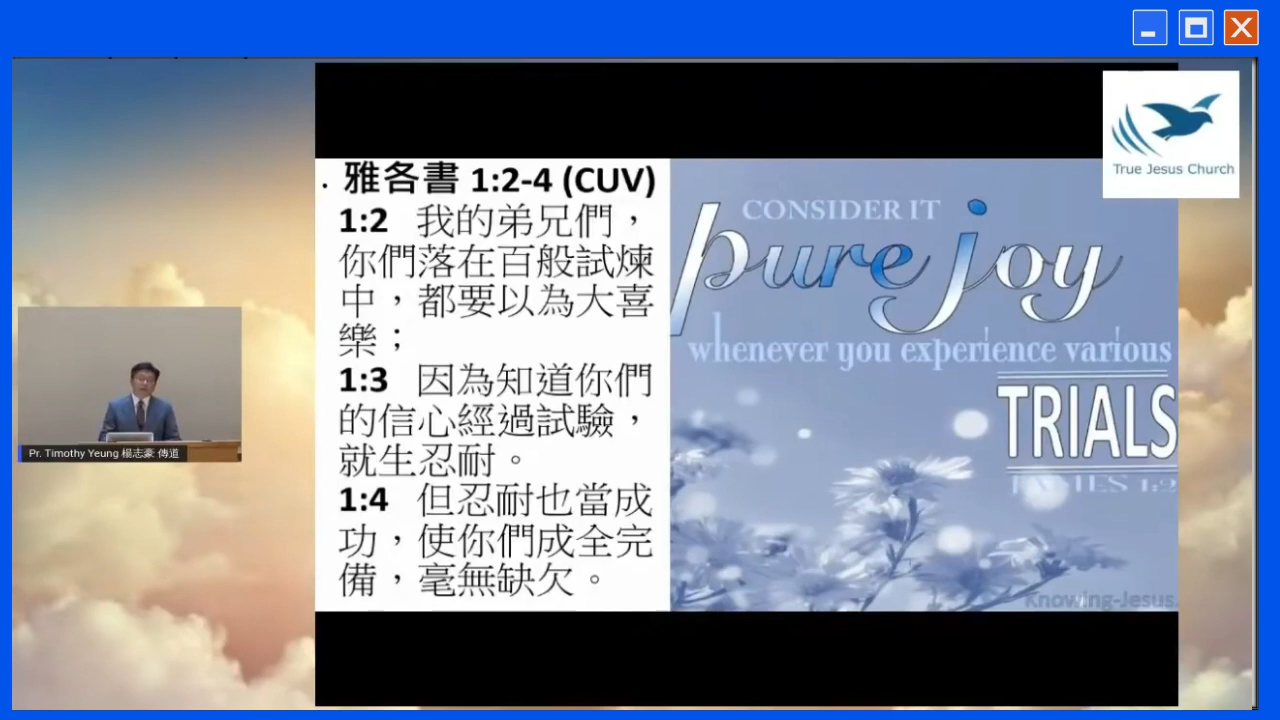 True Jesus Church
. 雅各書 1:2-4 (CUV)
1:2 我的弟兄們，
你們落在百般試煉
中，都要以為大喜
樂；
1:3 因為知道你們
的信心經過試驗，
就生忍耐。
1:4 但忍耐也當成
功，使你們成全完
備，毫無缺欠。
CONSIDER IT
pure joy
whenever you experience various
TRIALS
JAMES 1:2
Knowing-Jesus.
Pr. Timothy Yeung 楊志豪 傳道